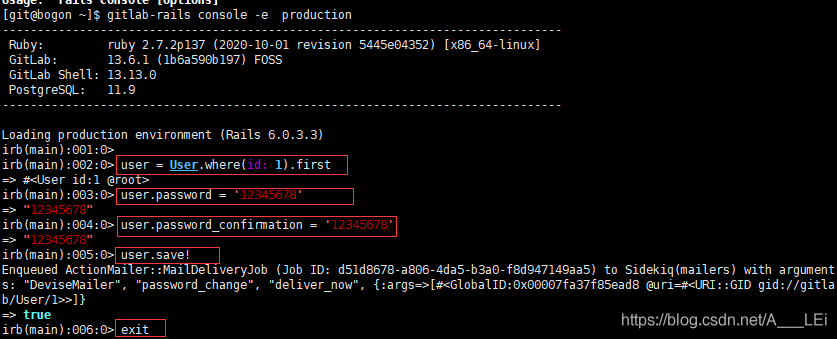 Usage:  rails console [options]
[git@bogon ~]$ gitlab-rails console -e  production
--------------------------------------------------------------------------------
 Ruby:         ruby 2.7.2p137 (2020-10-01 revision 5445e04352) [x86_64-linux]
 GitLab:       13.6.1 (1b6a590b197) FOSS
 GitLab Shell: 13.13.0
 PostgreSQL:   11.9
--------------------------------------------------------------------------------
Loading production environment (Rails 6.0.3.3)
irb(main):001:0>
irb(main):002:0> user = User.where(id: 1).first
=> #<User id:1 @root>
irb(main):003:0> user.password = '12345678'
=> "12345678"
irb(main):004:0> user.password_confirmation = '12345678'
=> "12345678"
irb(main):005:0> user.save!
Enqueued ActionMailer::MailDeliveryJob (Job ID: d51d8678-a806-4da5-b3a0-f8d947149aa5) to Sidekiq(mailers) with argument
s: "DeviseMailer", "password_change", "deliver_now", {:args=>[#<GlobalID:0x00007fa37f85ead8 @uri=#<URI::GID gid://gitla
b/User/1>>]}
=> true
irb(main):006:0> exit
https://blog.csdn.net/A___LEi